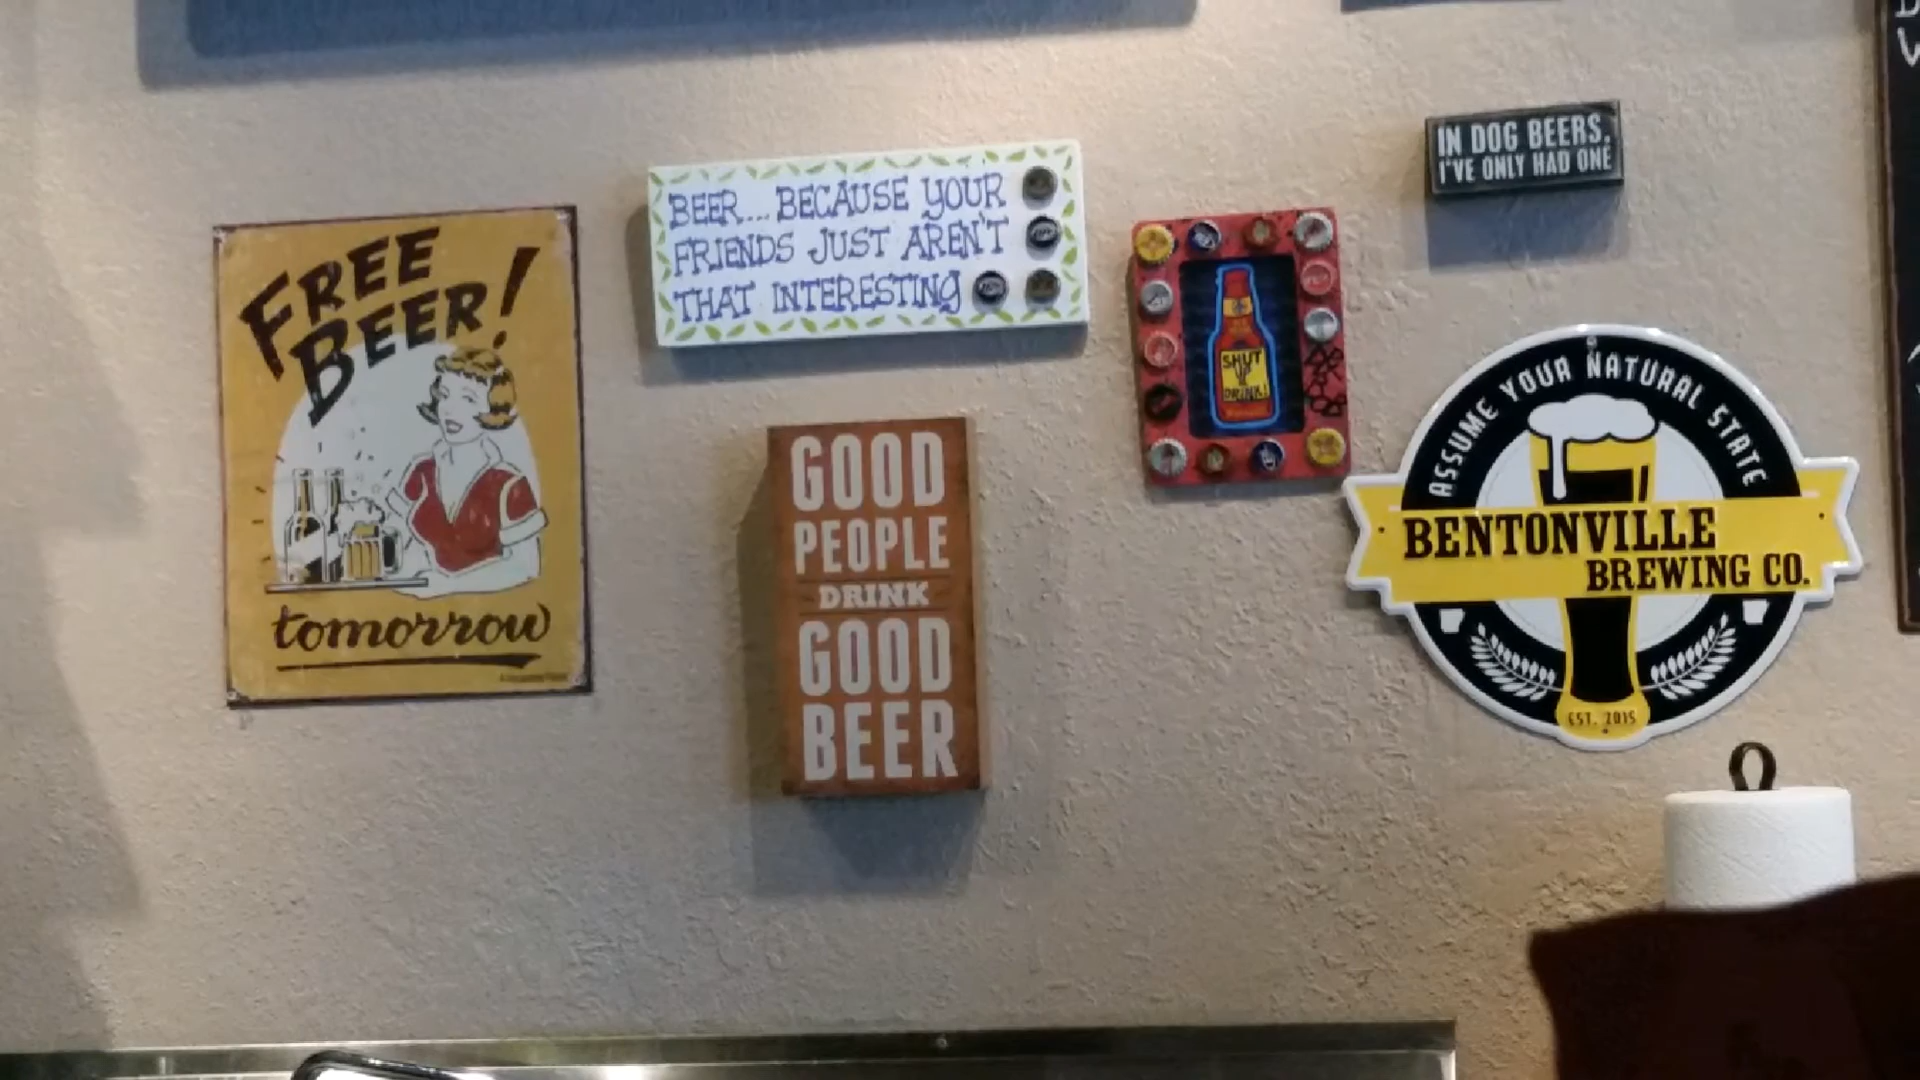 FREE
BEER!
tomorrow
BEER... BECAUSE YOUR
FRIENDS JUST AREN'T
THAT INTERESTING
GOOD
PEOPLE
DRINK
GOOD
BEER
SHUT
UP &
DRINK!
IN DOG BEERS,
I'VE ONLY HAD ONE
ASSUME YOUR NATURAL STATE
BENTONVILLE
BREWING CO.
EST. 2015